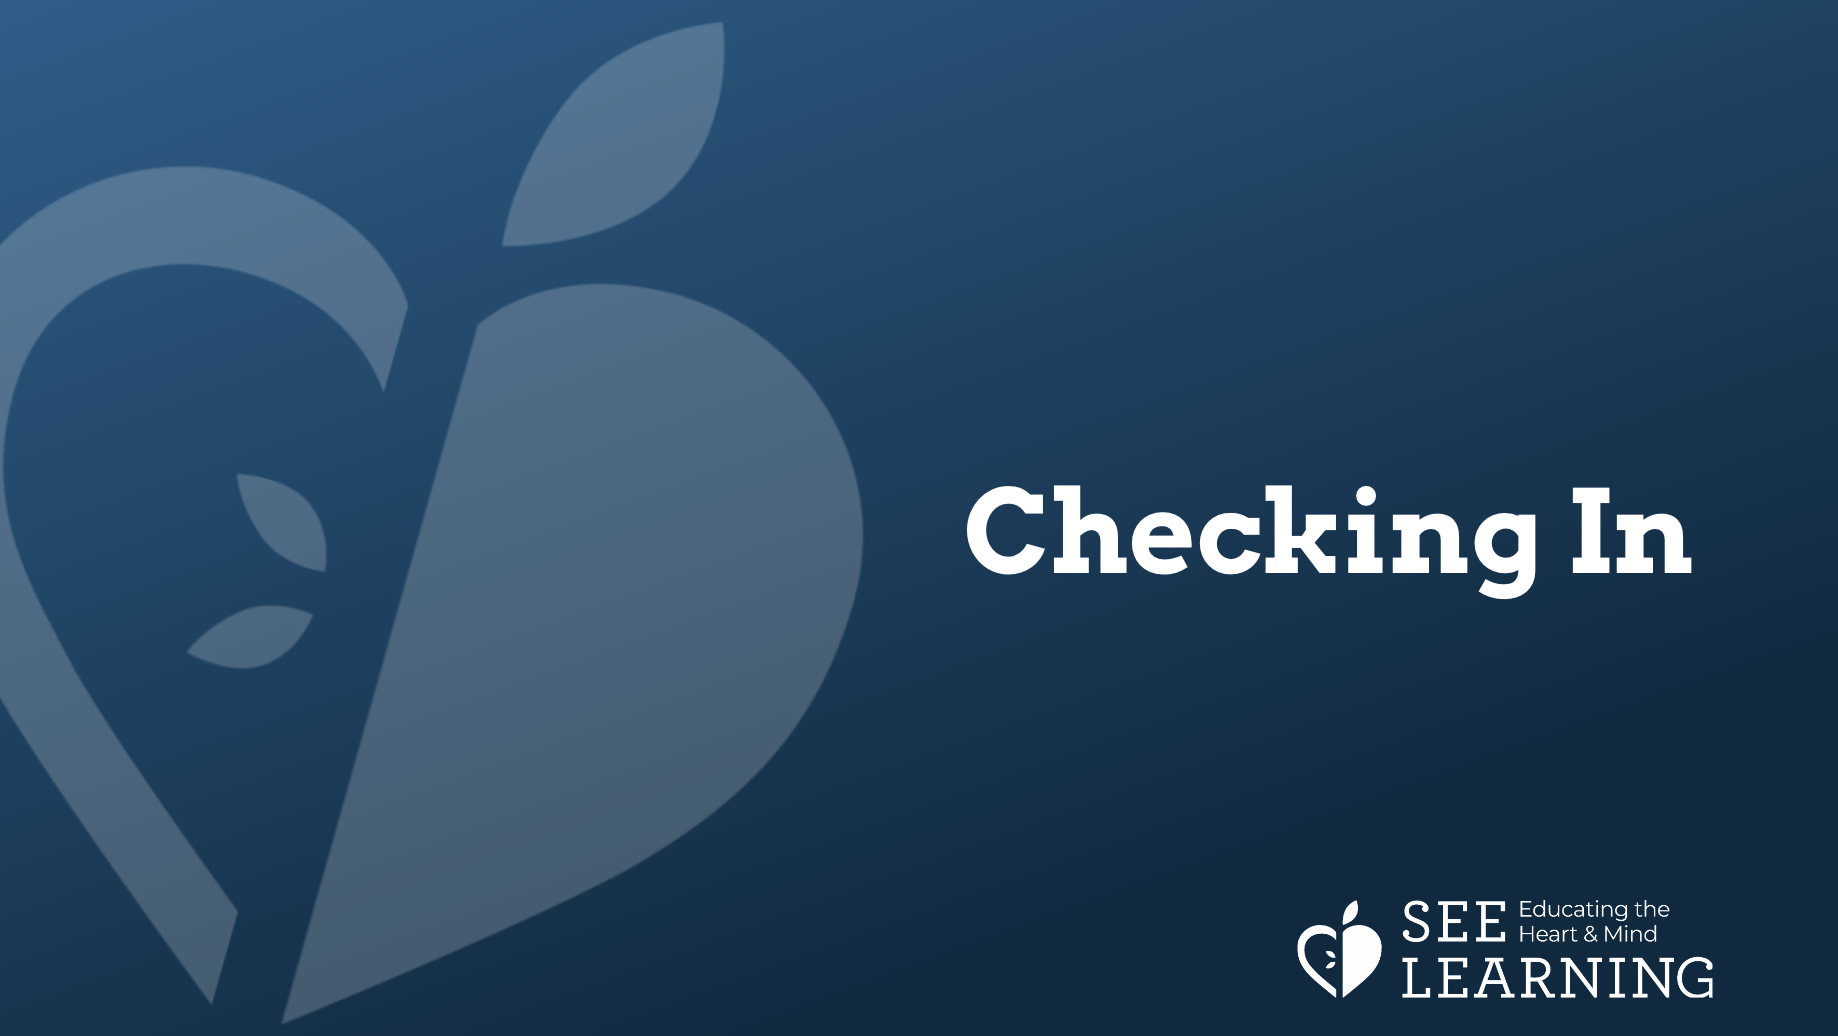 Checking In
SEE Educating the
Heart & Mind
LEARNING